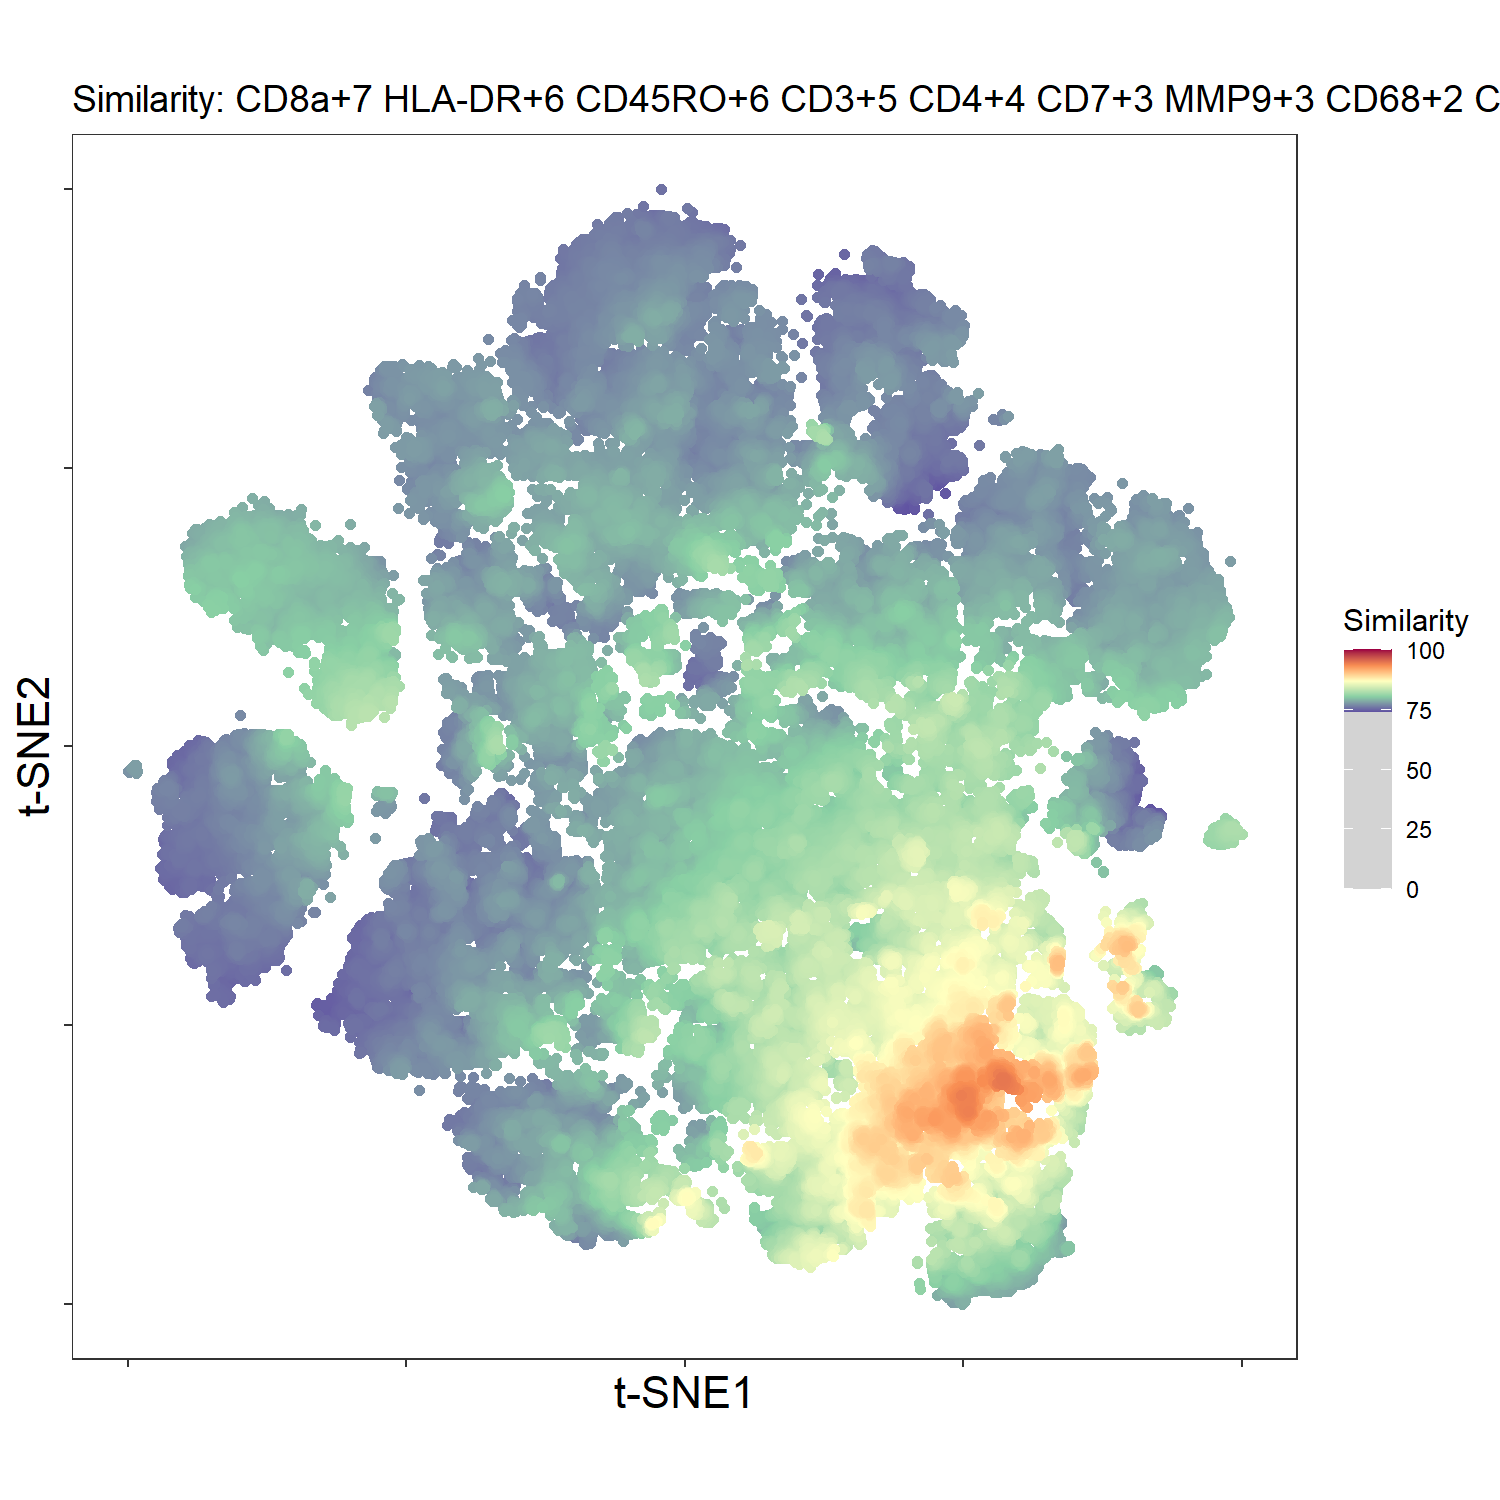 Similarity: CD8a+7 HLA-DR+6 CD45RO+6 CD3+5 CD4+4 CD7+3 MMP9+3 CD68+2 C
t-SNE2
Similarity
100
75
50
25
0
t-SNE1